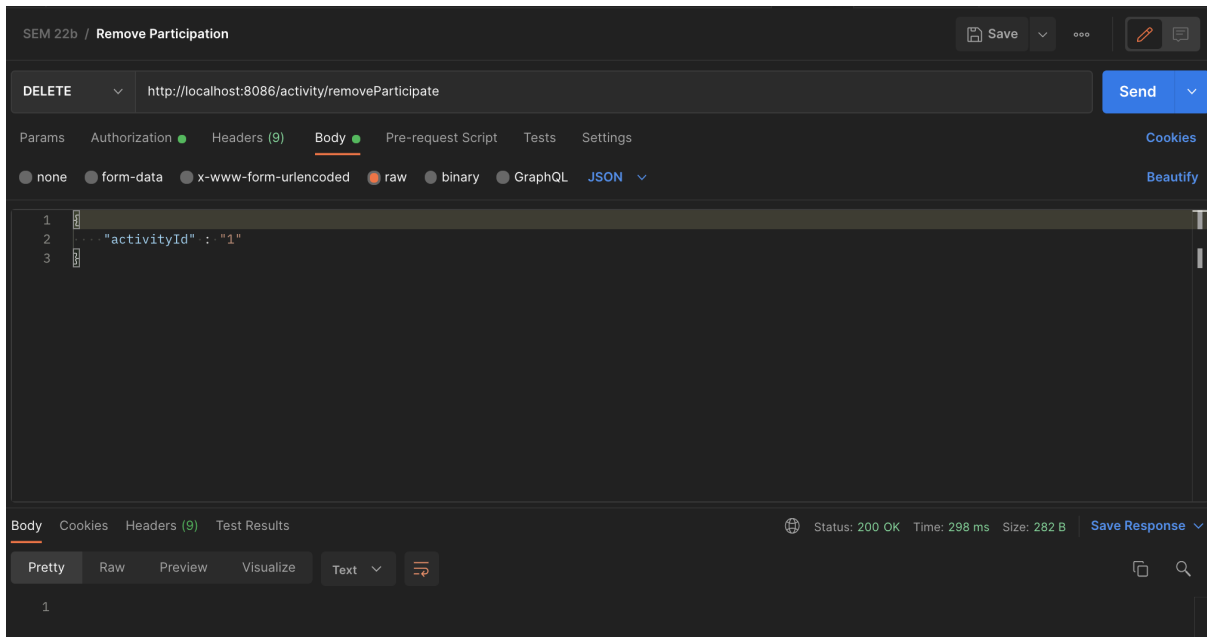 SEM 22b / Remove Participation
Save
DELETE
http://localhost:8086/activity/removeParticipate
Send
Params Authorization Headers (9) Body Pre-request Script Tests Settings
Cookies
none form-data x-www-form-urlencoded raw binary GraphQL JSON
Beautify
1 {
2 ····"activityId"·:·"1"
3 }
Body Cookies Headers (9) Test Results
Status: 200 OK Time: 298 ms Size: 282 B
Save Response
Pretty Raw Preview Visualize Text
1